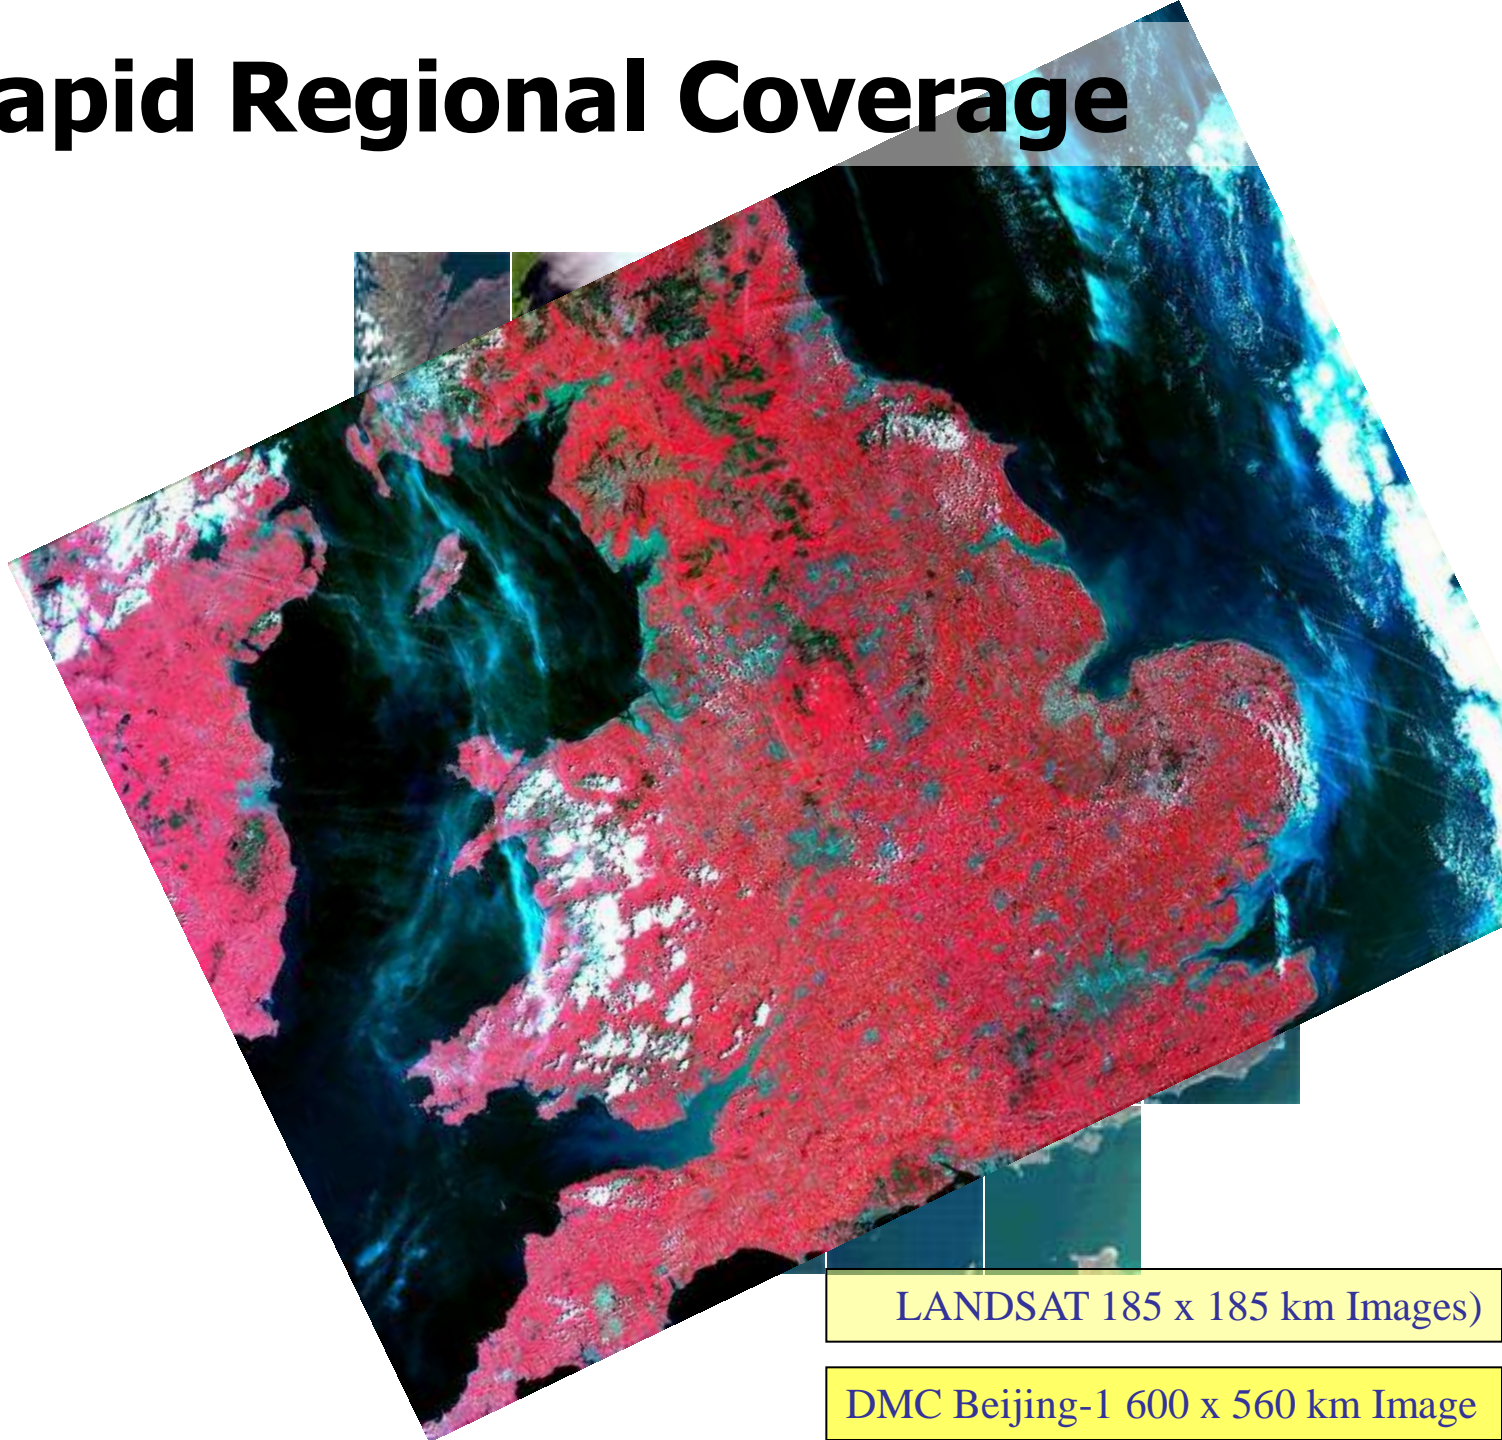 apid Regional Coverage
LANDSAT 185 x 185 km Images)
DMC Beijing-1 600 x 560 km Image